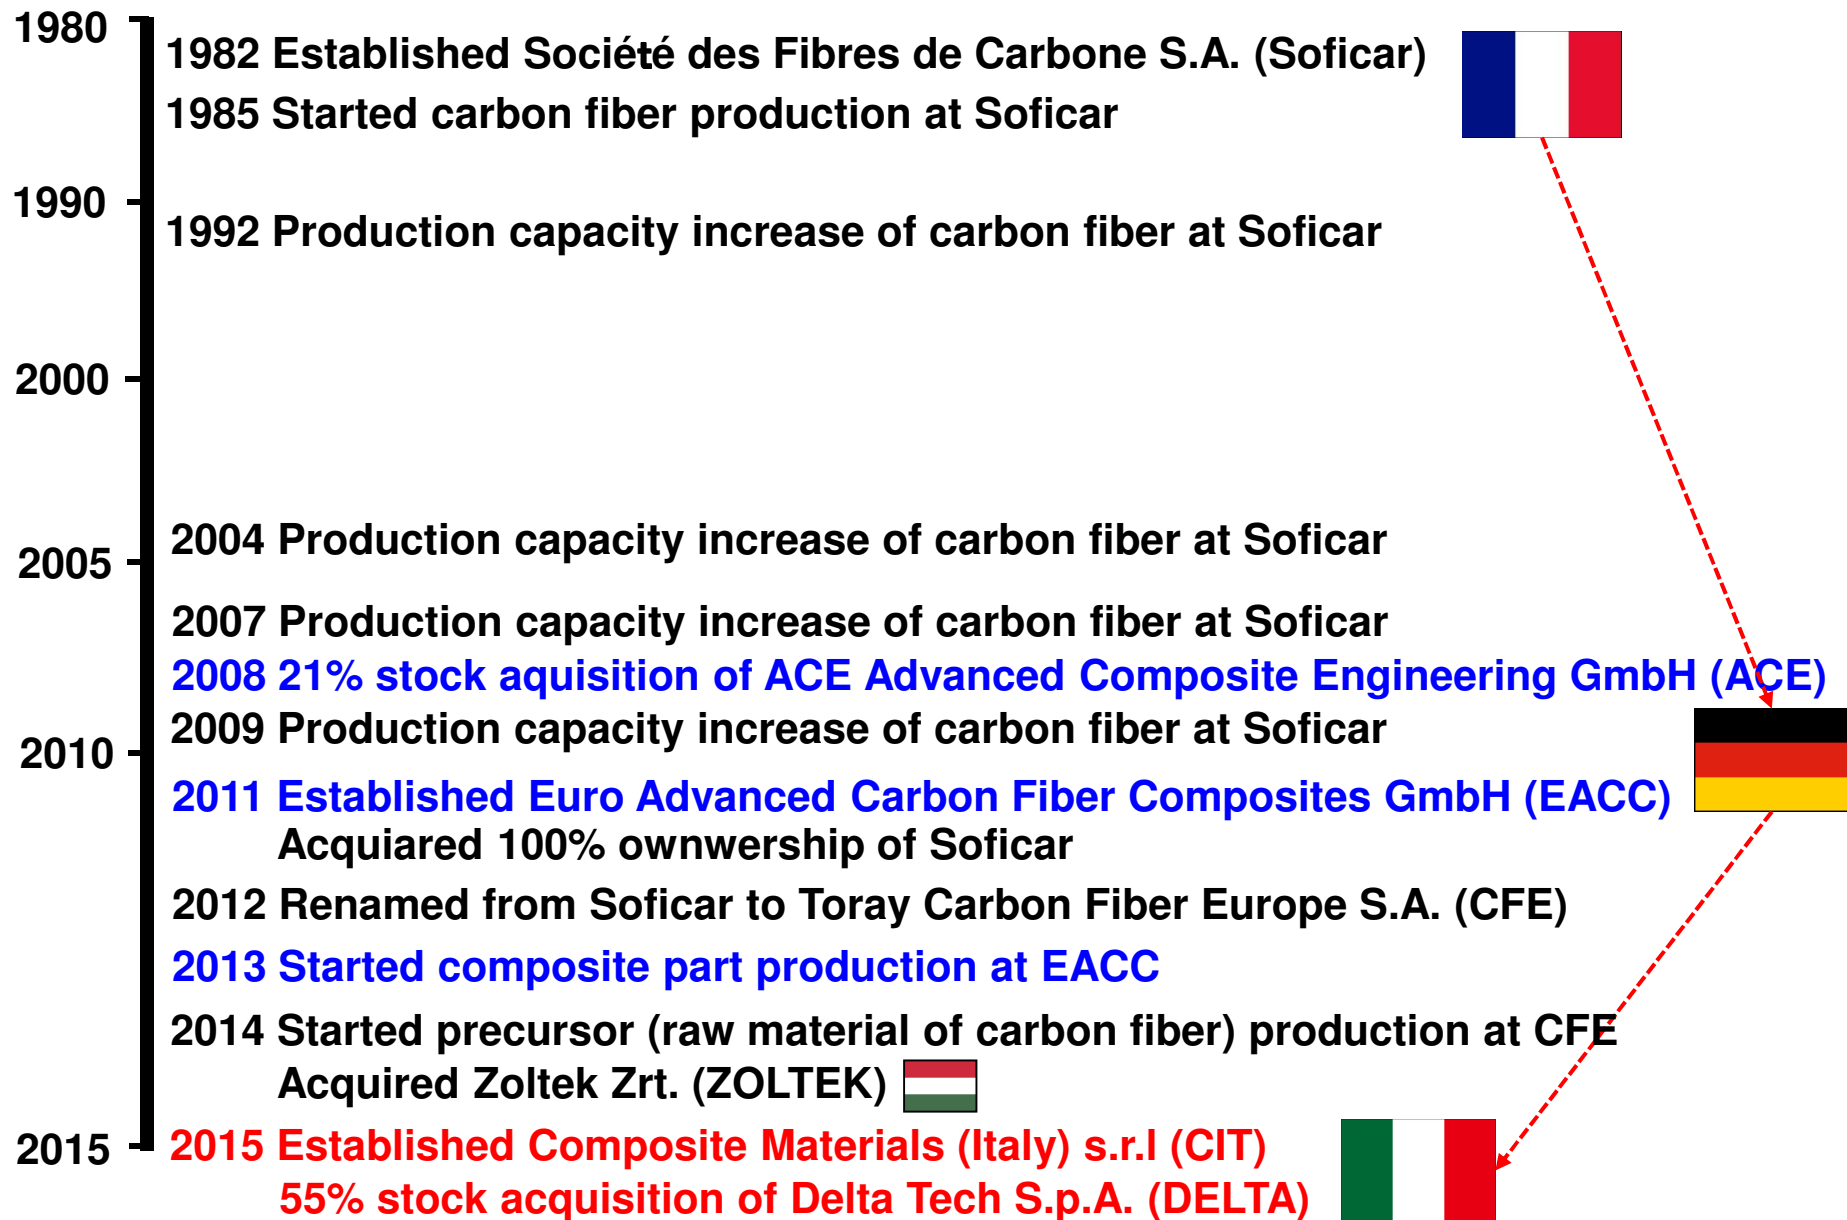 1980
1982 Established Société des Fibres de Carbone S.A. (Soficar)
1985 Started carbon fiber production at Soficar
1990
1992 Production capacity increase of carbon fiber at Soficar
2000
2004 Production capacity increase of carbon fiber at Soficar
2005
2007 Production capacity increase of carbon fiber at Soficar
2008 21% stock aquisition of ACE Advanced Composite Engineering GmbH (ACE)
2009 Production capacity increase of carbon fiber at Soficar
2010
2011 Established Euro Advanced Carbon Fiber Composites GmbH (EACC)
Acquiared 100% ownwership of Soficar
2012 Renamed from Soficar to Toray Carbon Fiber Europe S.A. (CFE)
2013 Started composite part production at EACC
2014 Started precursor (raw material of carbon fiber) production at CFE
Acquired Zoltek Zrt. (ZOLTEK)
2015
2015 Established Composite Materials (Italy) s.r.l (CIT)
55% stock acquisition of Delta Tech S.p.A. (DELTA)